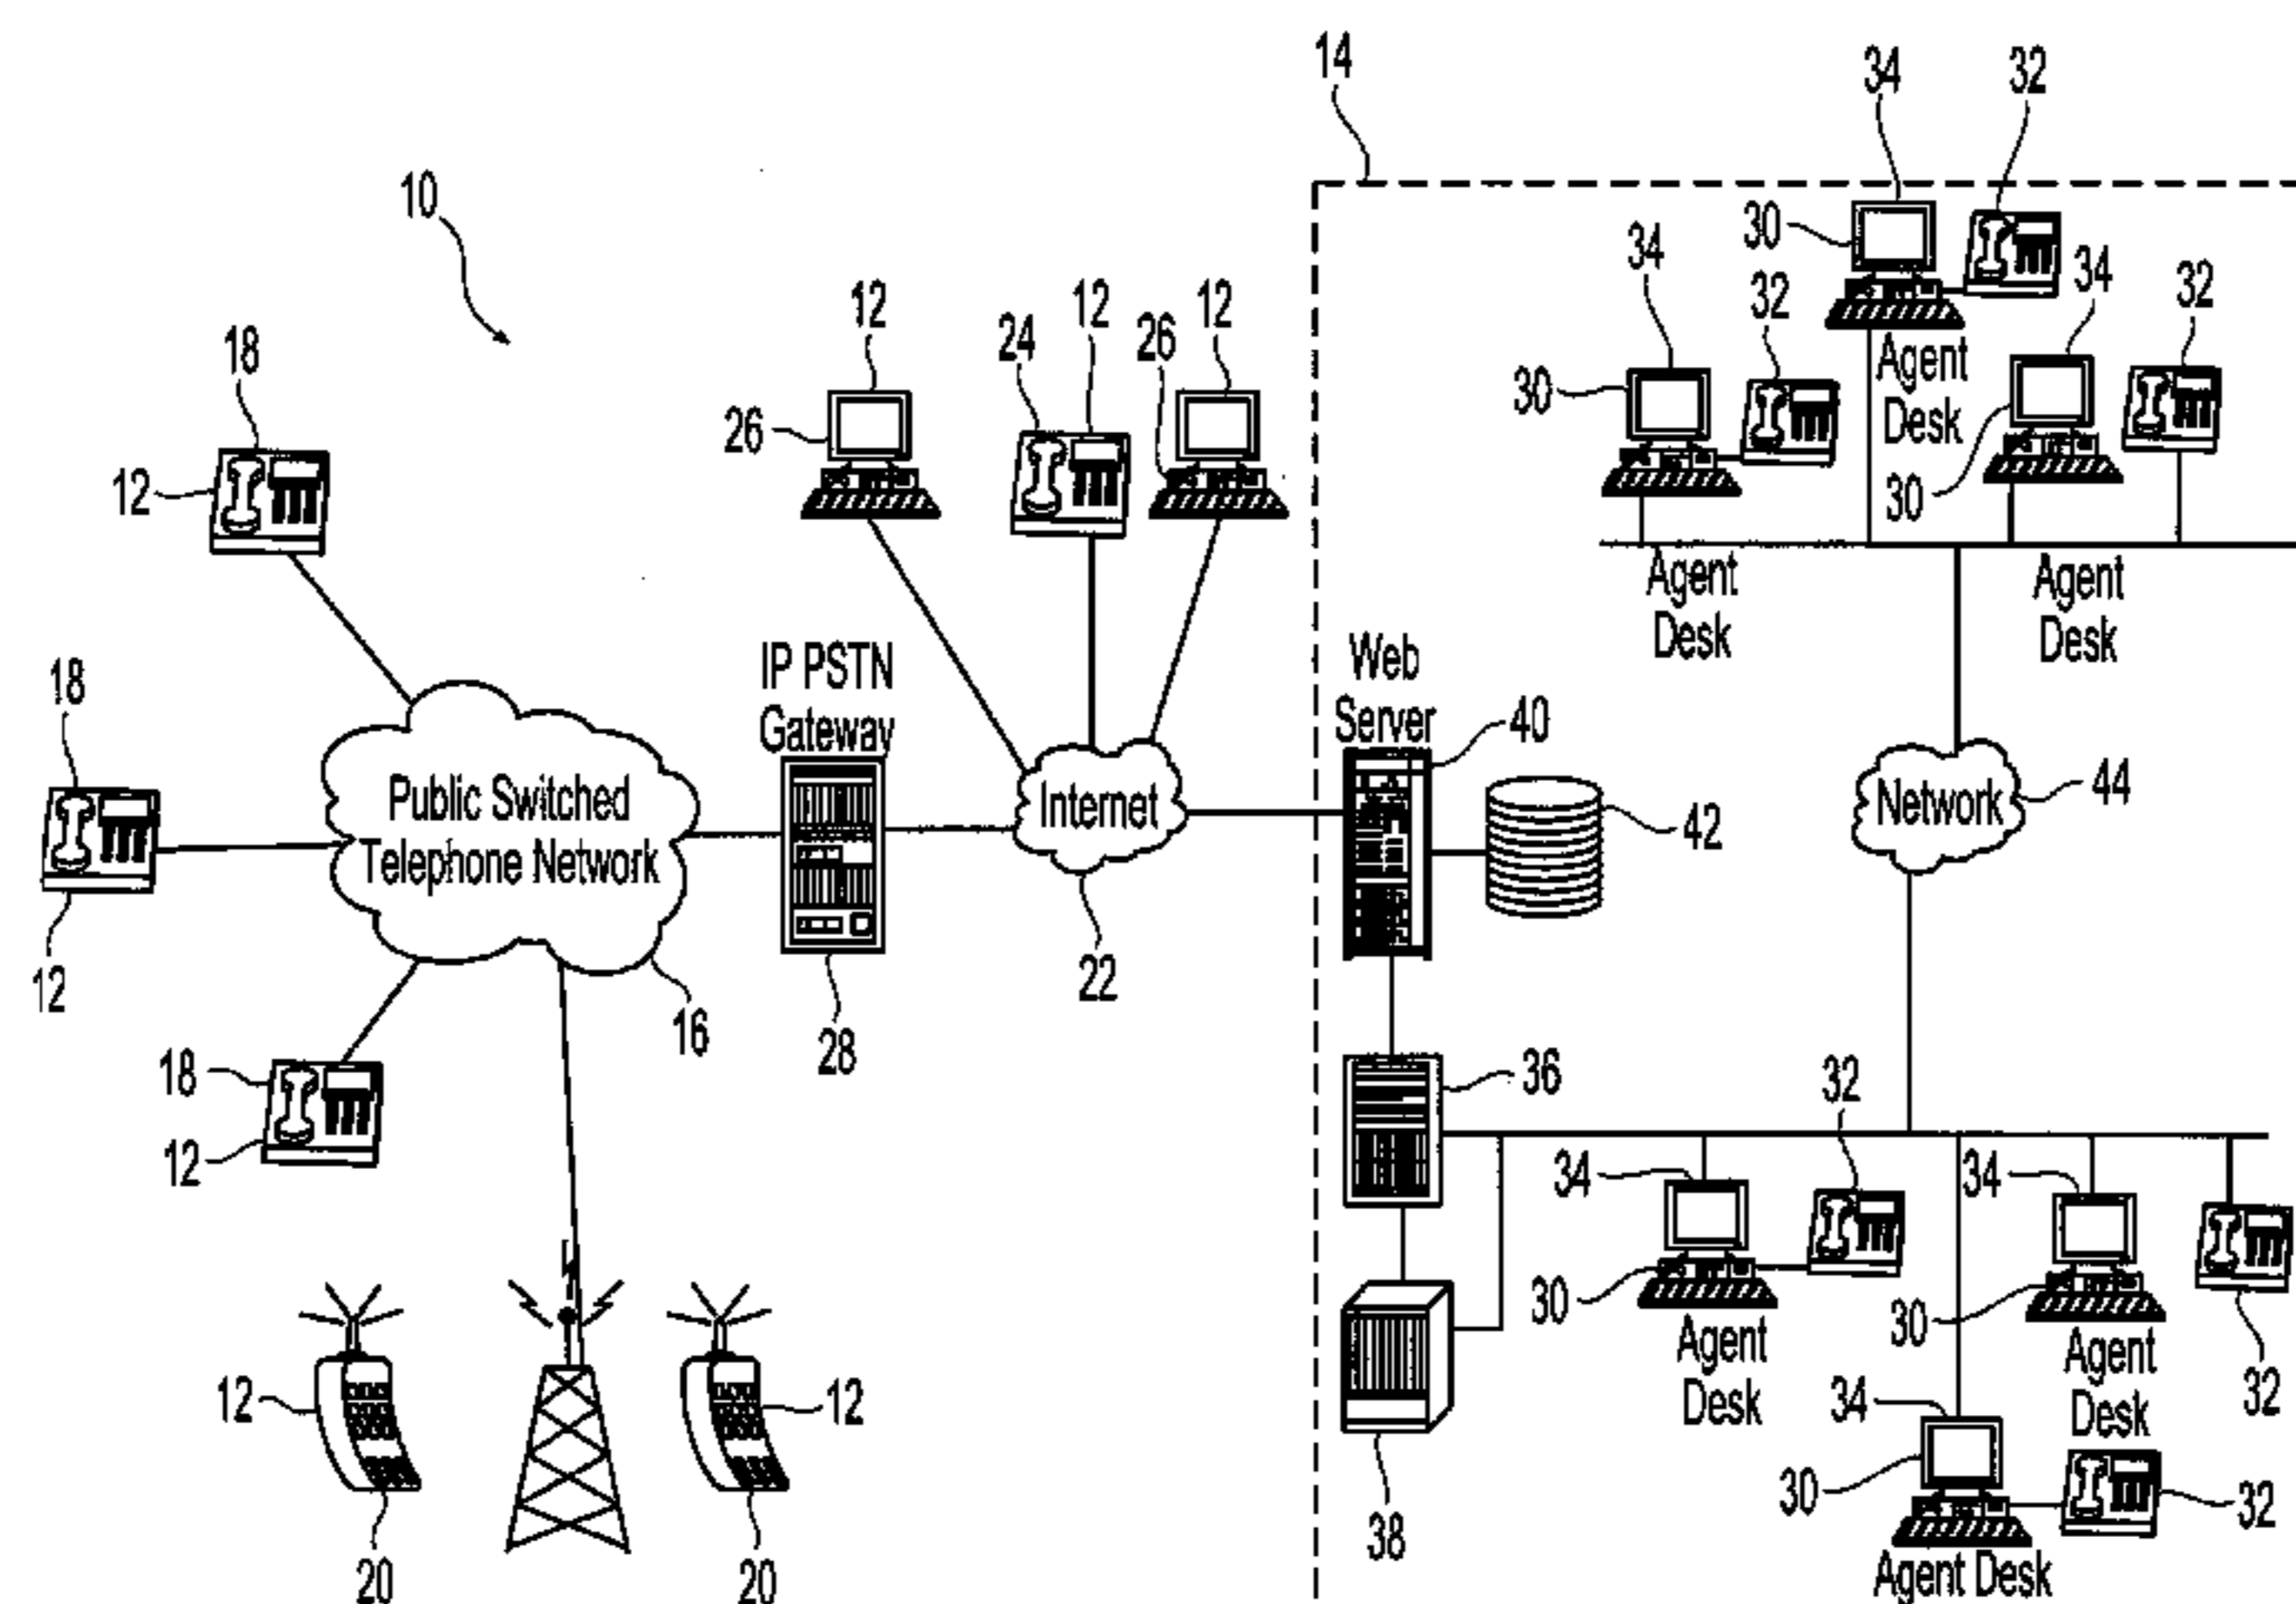 14
34
32
10
30
34
34
32
32
12
12
12
18
24
26
30
26
Agent
Desk
12
30
Agent
Desk
Agent
Desk
IP PSTN
Gateway
Web
Server
18
40
Public Switched
Telephone Network
Internet
Network
44
42
12
22
16
28
18
36
32
12
34
34
30
30
Agent
Desk
Agent
Desk
32
12
12
34
30
32
38
20
20
Agent Desk